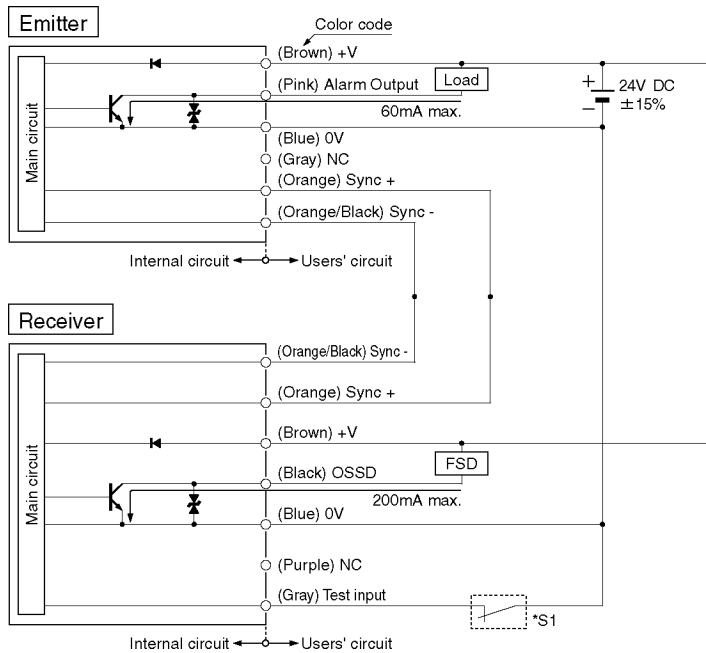 Emitter
Color code
(Brown) +V
(Pink) Alarm Output
Load
60mA max.
+
−
24V DC
±15%
Main circuit
(Blue) 0V
(Gray) NC
(Orange) Sync +
(Orange/Black) Sync -
Internal circuit
Users' circuit
Receiver
(Orange/Black) Sync -
(Orange) Sync +
(Brown) +V
FSD
(Black) OSSD
200mA max.
Main circuit
(Blue) 0V
(Purple) NC
(Gray) Test input
*S1
Internal circuit
Users' circuit